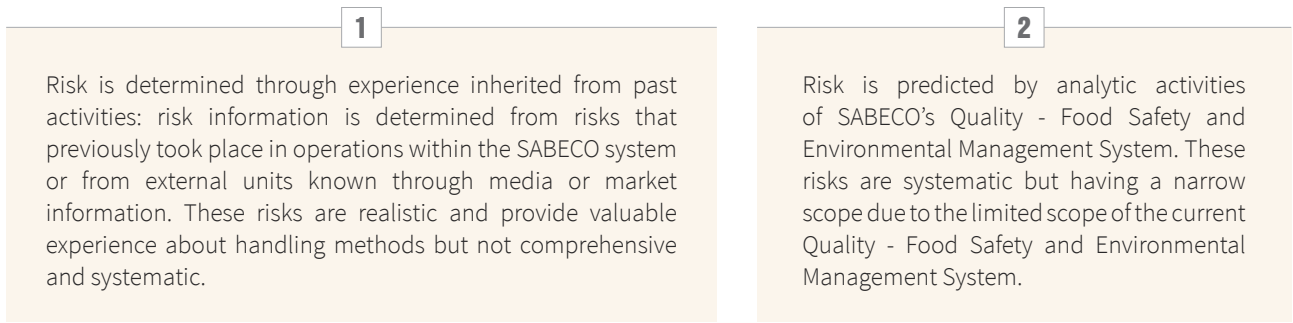 1
Risk is determined through experience inherited from past
activities: risk information is determined from risks that
previously took place in operations within the SABECO system
or from external units known through media or market
information. These risks are realistic and provide valuable
experience about handling methods but not comprehensive
and systematic.
2
Risk is predicted by analytic activities
of SABECO’s Quality - Food Safety and
Environmental Management System. These
risks are systematic but having a narrow
scope due to the limited scope of the current
Quality - Food Safety and Environmental
Management System.